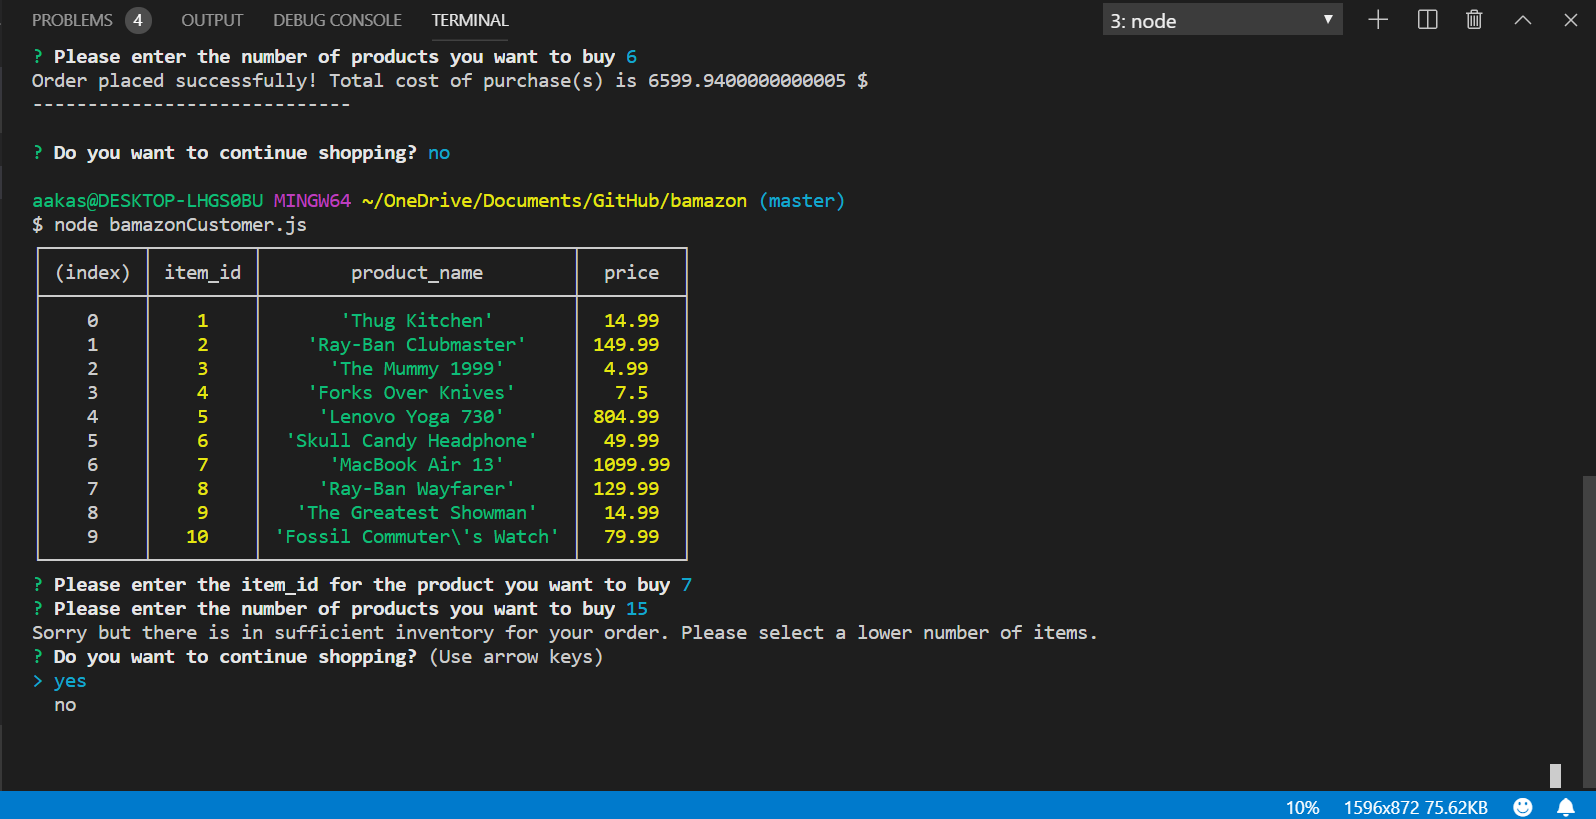 PROBLEMS 4 OUTPUT DEBUG CONSOLE TERMINAL 3: node
? Please enter the number of products you want to buy 6
Order placed successfully! Total cost of purchase(s) is 6599.9400000000005 $
-----------------------------
? Do you want to continue shopping? no
aakas@DESKTOP-LHGS0BU MINGW64 ~/OneDrive/Documents/GitHub/bamazon (master)
$ node bamazonCustomer.js
(index) item_id product_name price
0 1 'Thug Kitchen' 14.99
1 2 'Ray-Ban Clubmaster' 149.99
2 3 'The Mummy 1999' 4.99
3 4 'Forks Over Knives' 7.5
4 5 'Lenovo Yoga 730' 804.99
5 6 'Skull Candy Headphone' 49.99
6 7 'MacBook Air 13' 1099.99
7 8 'Ray-Ban Wayfarer' 129.99
8 9 'The Greatest Showman' 14.99
9 10 'Fossil Commuter\'s Watch' 79.99
? Please enter the item_id for the product you want to buy 7
? Please enter the number of products you want to buy 15
Sorry but there is in sufficient inventory for your order. Please select a lower number of items.
? Do you want to continue shopping? (Use arrow keys)
> yes
no
10% 1596x872 75.62KB